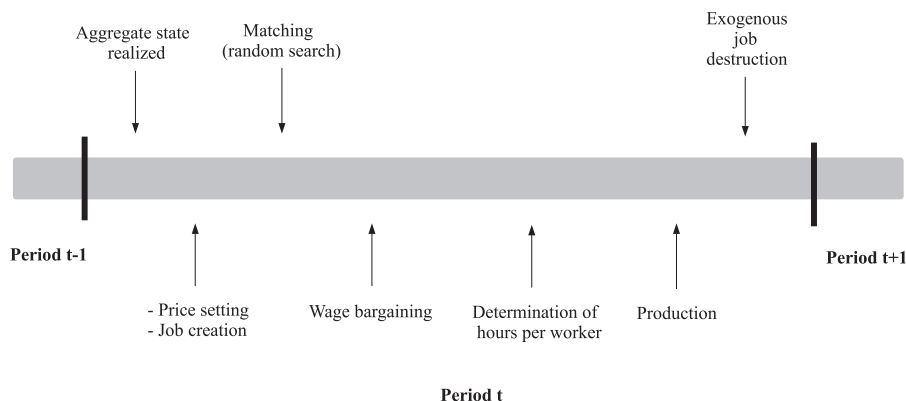 Aggregate state
realized
Matching
(random search)
Exogenous
job
destruction
Period t-1
Period t+1
- Price setting
- Job creation
Wage bargaining
Determination of
hours per worker
Production
Period t